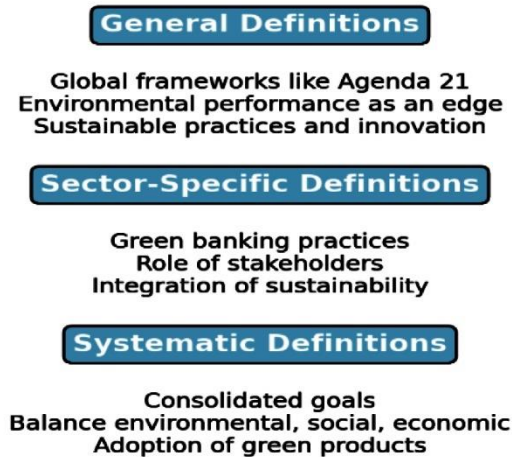 General Definitions
Global frameworks like Agenda 21
Environmental performance as an edge
Sustainable practices and innovation
Sector-Specific Definitions
Green banking practices
Role of stakeholders
Integration of sustainability
Systematic Definitions
Consolidated goals
Balance environmental, social, economic
Adoption of green products